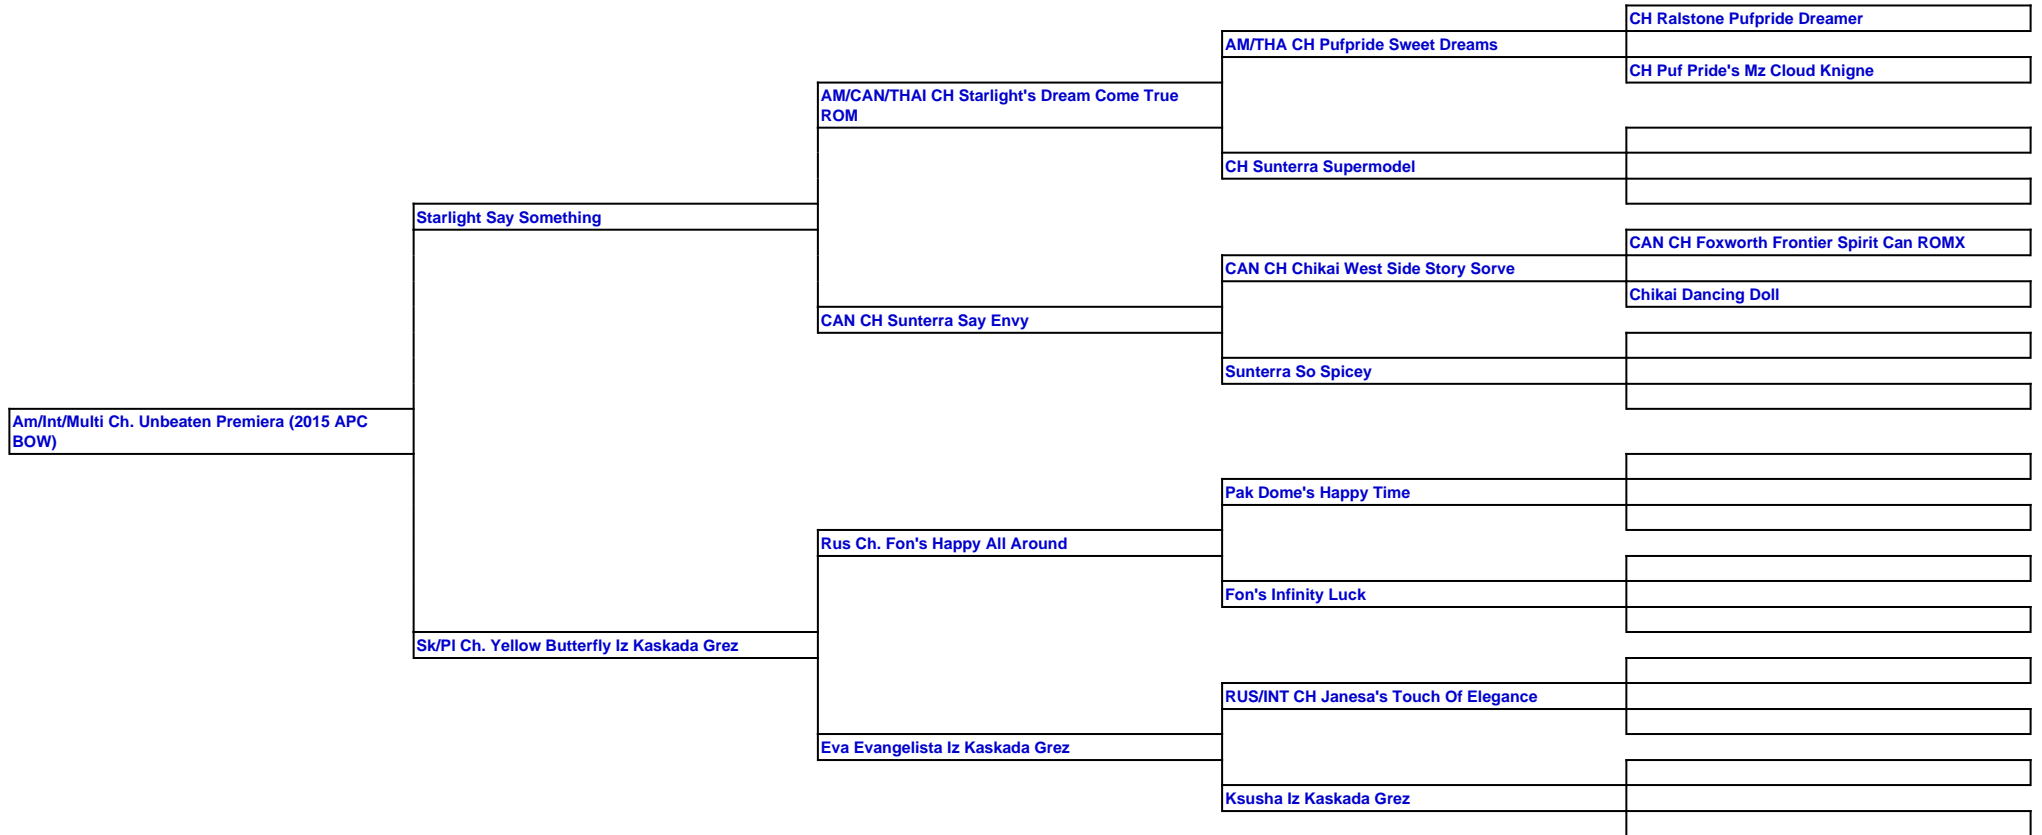 CH Ralstone Pufpride Dreamer
AM/THA CH Pufpride Sweet Dreams
CH Puf Pride's Mz Cloud Knigne
AM/CAN/THAI CH Starlight's Dream Come True
ROM
CH Sunterra Supermodel
Starlight Say Something
CAN CH Foxworth Frontier Spirit Can ROMX
CAN CH Chikai West Side Story Sorve
Chikai Dancing Doll
CAN CH Sunterra Say Envy
Sunterra So Spicey
Am/Int/Multi Ch. Unbeaten Premiera (2015 APC
BOW)
Pak Dome's Happy Time
Rus Ch. Fon's Happy All Around
Fon's Infinity Luck
Sk/Pl Ch. Yellow Butterfly Iz Kaskada Grez
RUS/INT CH Janesa's Touch Of Elegance
Eva Evangelista Iz Kaskada Grez
Ksusha Iz Kaskada Grez